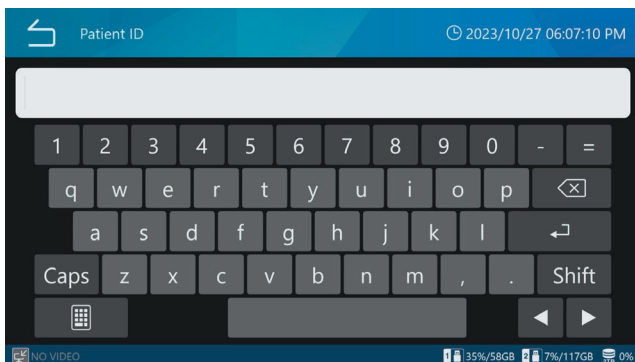 Patient ID 2023/10/27 06:07:10 PM
1 2 3 4 5 6 7 8 9 0 - =
q w e r t y u i o p
a s d f g h j k l
Caps z x c v b n m , . Shift
NO VIDEO 1 35%/58GB 2 7%/117GB 0%